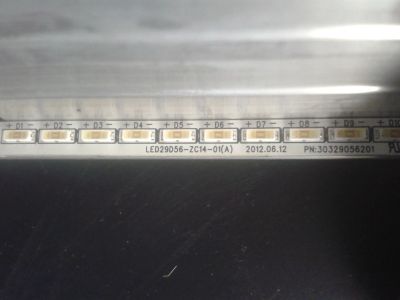 + D1 - + D2 - + D3 - + D4 - + D5 - + D6 - + D7 - + D8 - + D9 - + D10
LED29D56-ZC14-01(A) 2012.06.12 PN:30329056201